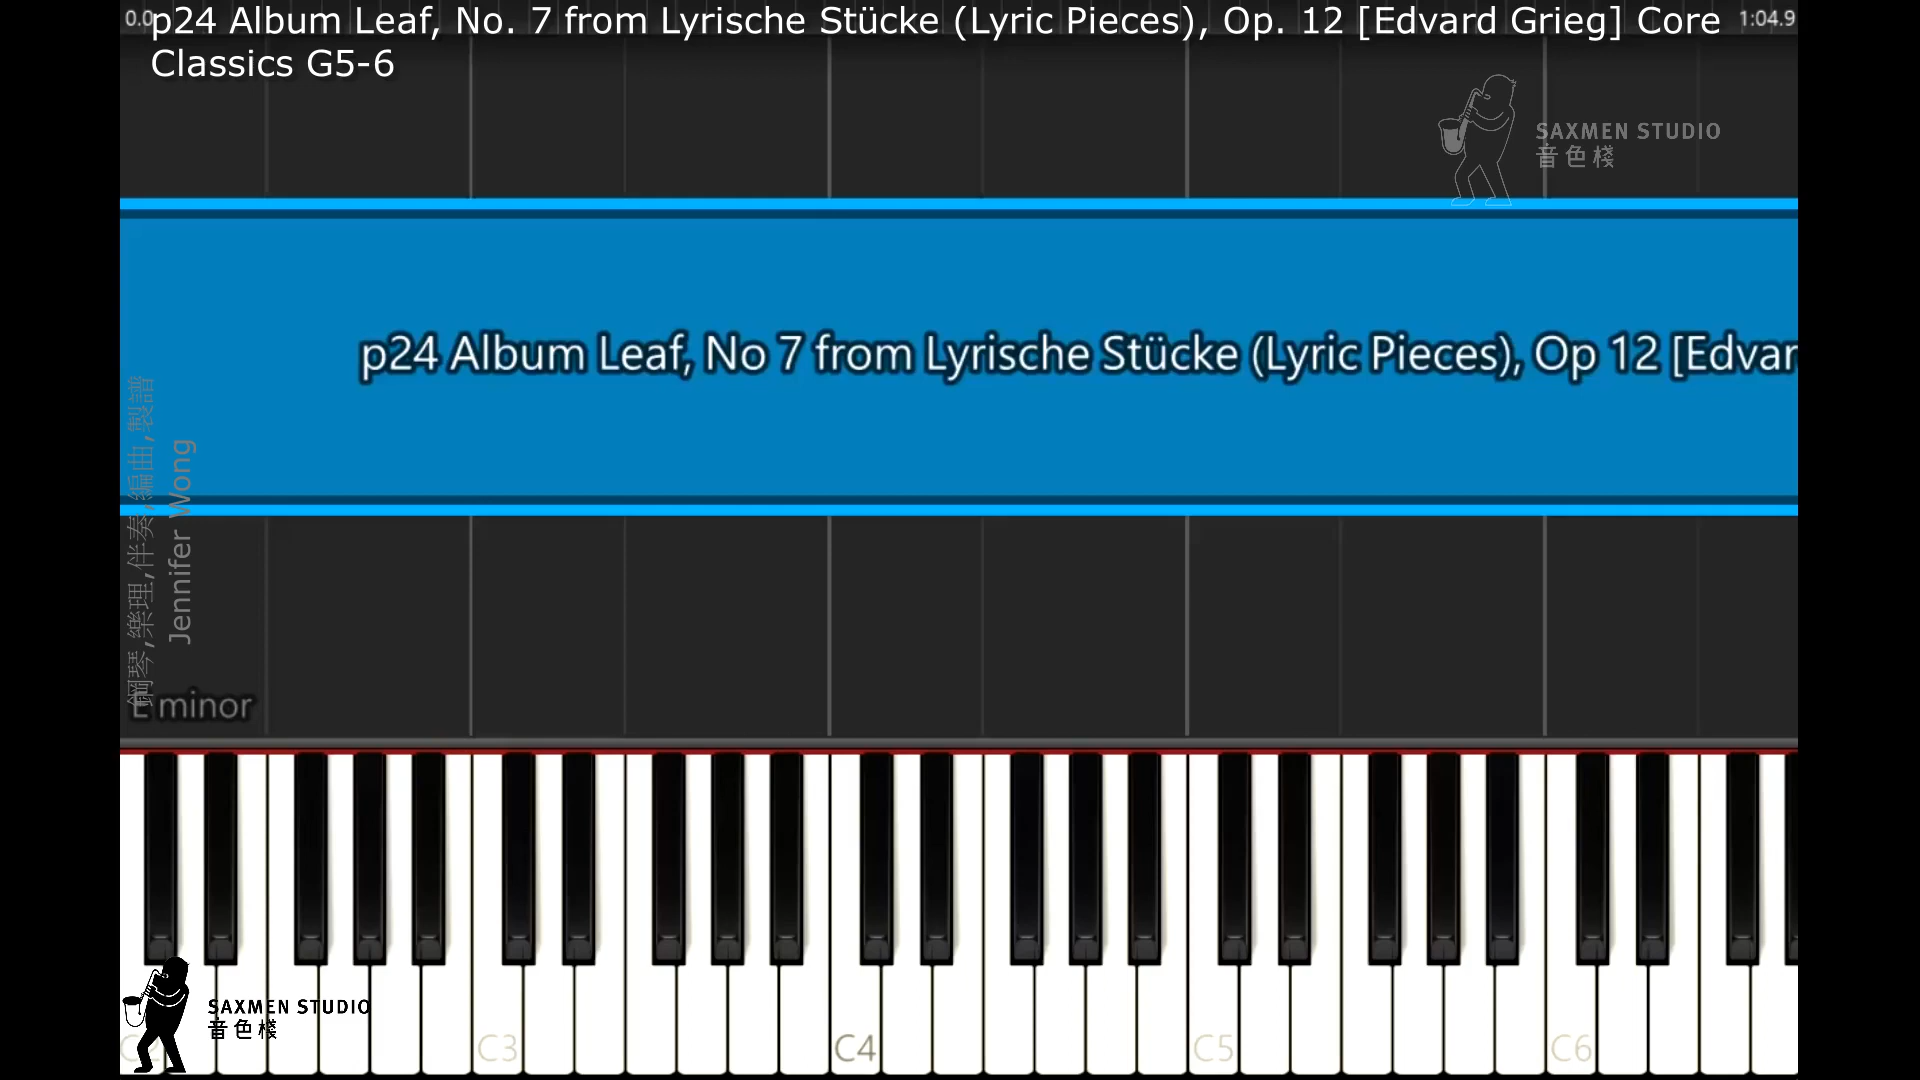 0.0
p24 Album Leaf, No. 7 from Lyrische Stücke (Lyric Pieces), Op. 12 [Edvard Grieg] Core
Classics G5-6
1:04.9
SAXMEN STUDIO
音色棧
p24 Album Leaf, No 7 from Lyrische Stücke (Lyric Pieces), Op 12 [Edvar
鋼琴,樂理,伴奏,編曲,製譜
Jennifer Wong
E minor
SAXMEN STUDIO
音色棧
C2
C3
C4
C5
C6